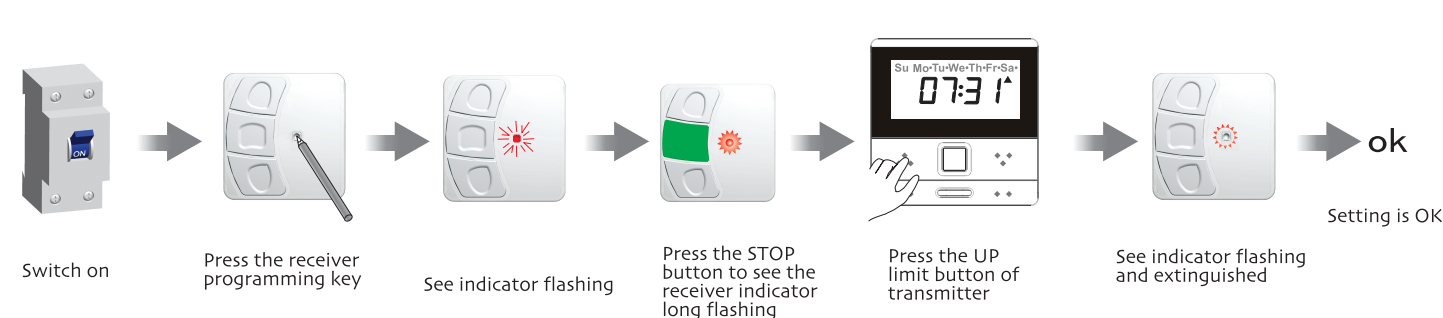 ON
Su Mo•Tu•We•Th•Fr•Sa•
07:31
ok
Setting is OK
Switch on
Press the receiver
programming key
See indicator flashing
Press the STOP
button to see the
receiver indicator
long flashing
Press the UP
limit button of
transmitter
See indicator flashing
and extinguished